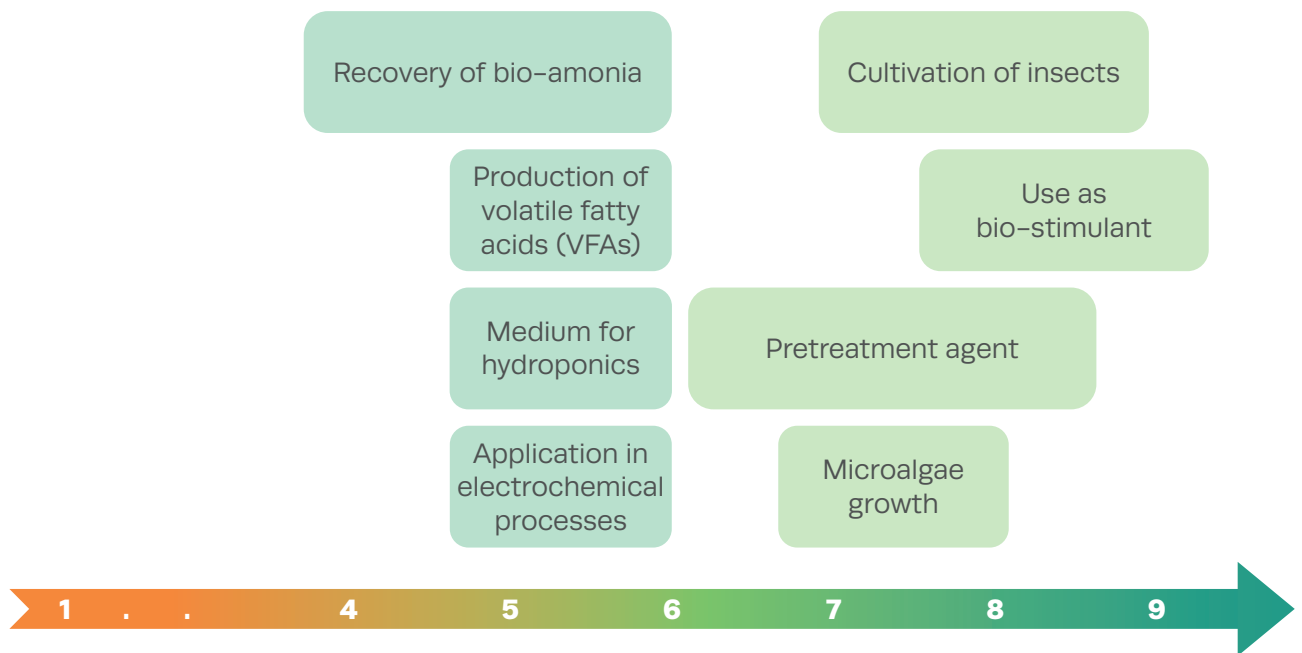 Recovery of bio-amonia
Cultivation of insects
Production of
volatile fatty
acids (VFAs)
Use as
bio-stimulant
Medium for
hydroponics
Pretreatment agent
Application in
electrochemical
processes
Microalgae
growth
1 . . 4 5 6 7 8 9